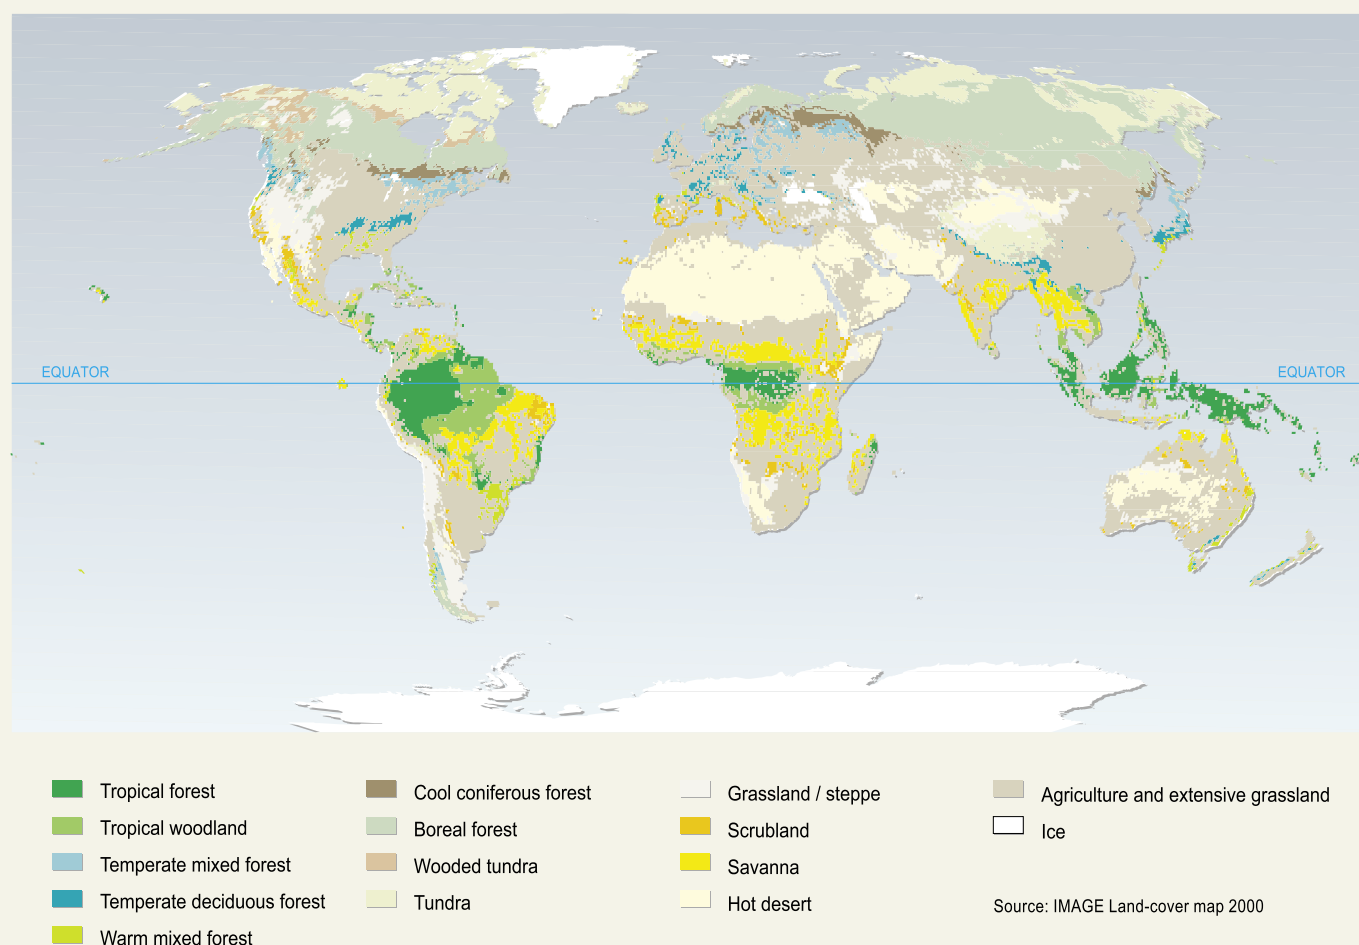 EQUATOR
EQUATOR
Tropical forest
Tropical woodland
Temperate mixed forest
Temperate deciduous forest
Warm mixed forest
Cool coniferous forest
Boreal forest
Wooded tundra
Tundra
Grassland / steppe
Scrubland
Savanna
Hot desert
Agriculture and extensive grassland
Ice
Source: IMAGE Land-cover map 2000